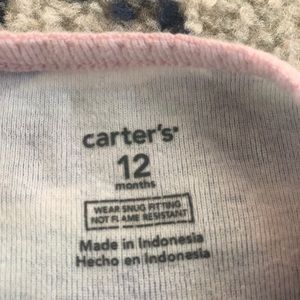 carter's
12
months
WEAR SNUG FITTING
NOT FLAME RESISTANT
Made in Indonesia
Hecho en Indonesia